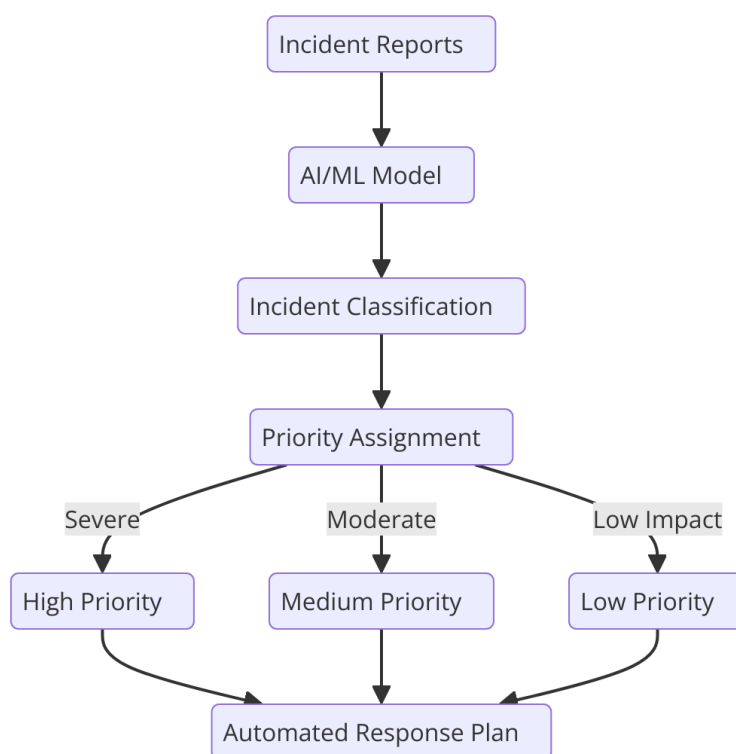 Incident Reports
AI/ML Model
Incident Classification
Priority Assignment
Severe
Moderate
Low Impact
High Priority
Medium Priority
Low Priority
Automated Response Plan